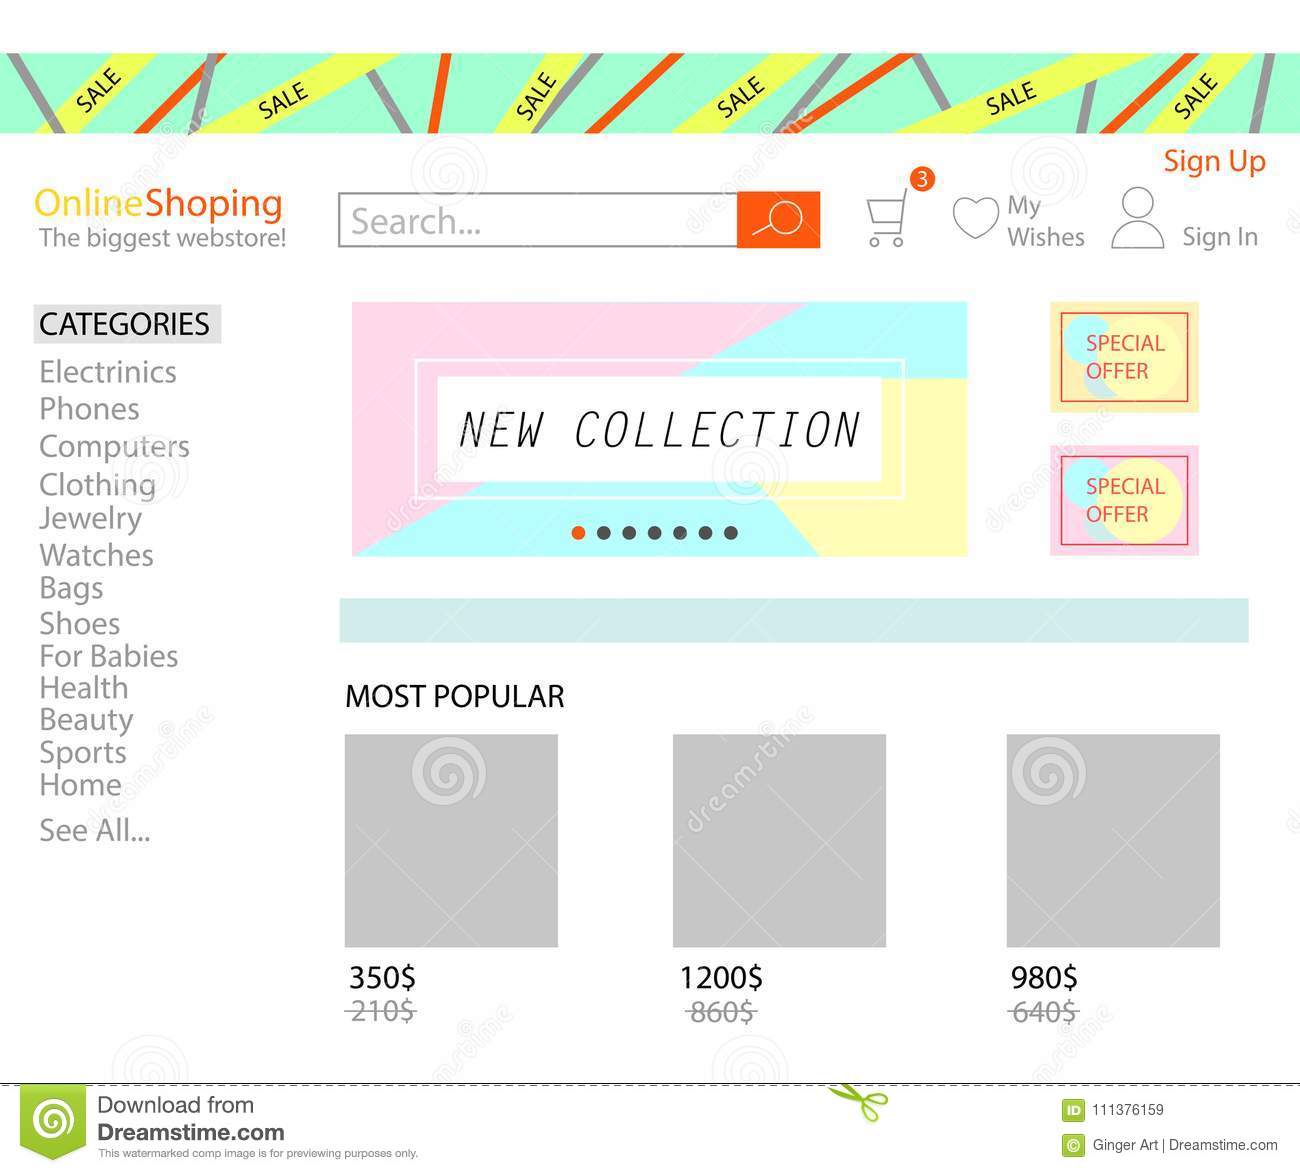 SALE SALE SALE SALE SALE SALE
Sign Up
OnlineShoping
The biggest webstore!
Search...
3
My
Wishes
Sign In
CATEGORIES
Electrinics
Phones
Computers
Clothing
Jewelry
Watches
Bags
Shoes
For Babies
Health
Beauty
Sports
Home
See All...
NEW COLLECTION
SPECIAL
OFFER
SPECIAL
OFFER
MOST POPULAR
350$
210$
1200$
860$
980$
640$
dreamstime
Download from
Dreamstime.com
This watermarked comp image is for previewing purposes only.
ID 111376159
© Ginger Art | Dreamstime.com